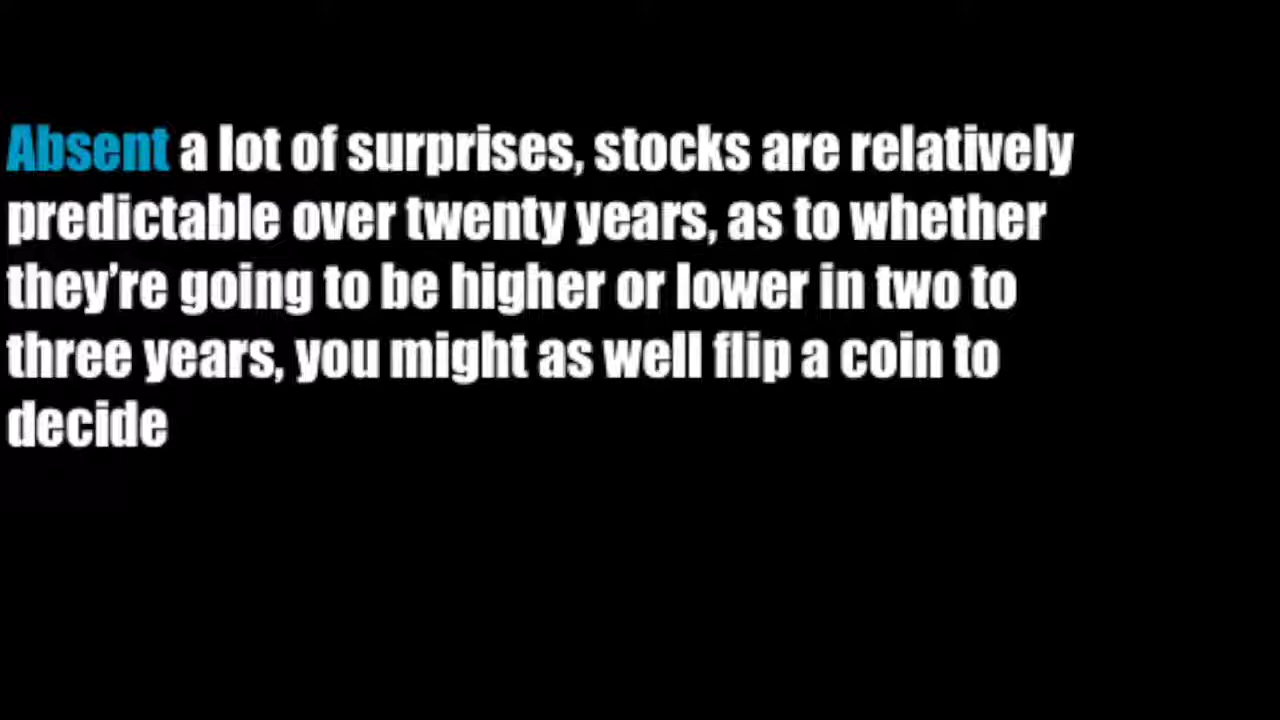 Absent a lot of surprises, stocks are relatively
predictable over twenty years, as to whether
they’re going to be higher or lower in two to
three years, you might as well flip a coin to
decide